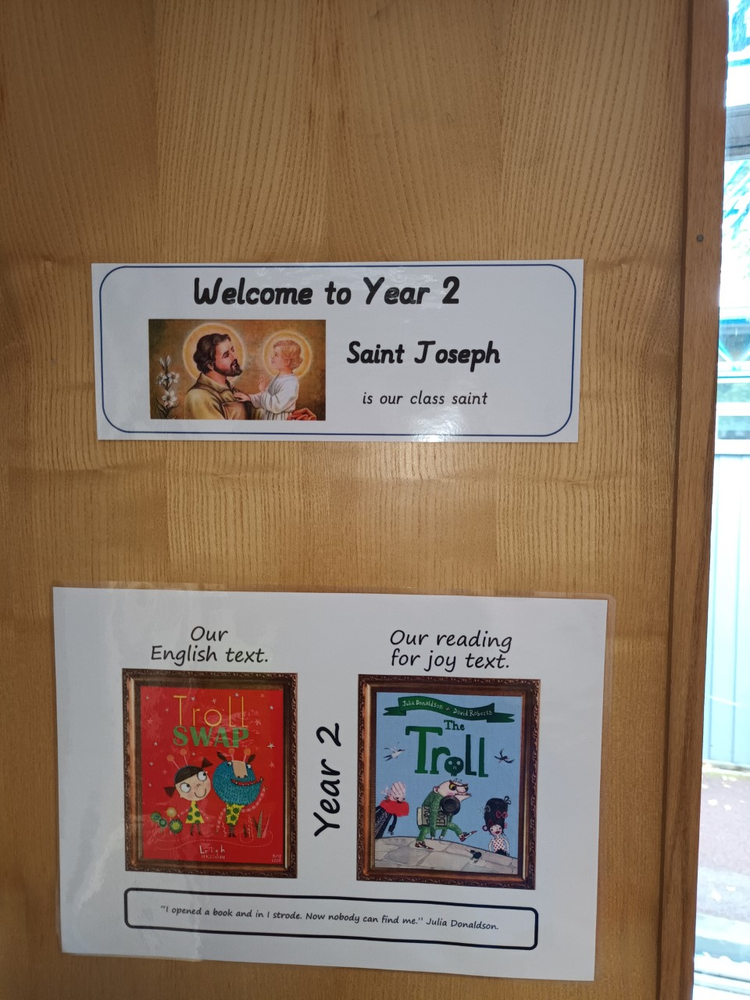 Welcome to Year 2
Saint Joseph
is our class saint
Our
English text.
Troll
SWAP
Leigh
Year 2
Our reading
for joy text.
Julia Donaldson David Roberts
The
Troll
"I opened a book and in I strode. Now nobody can find me." Julia Donaldson.